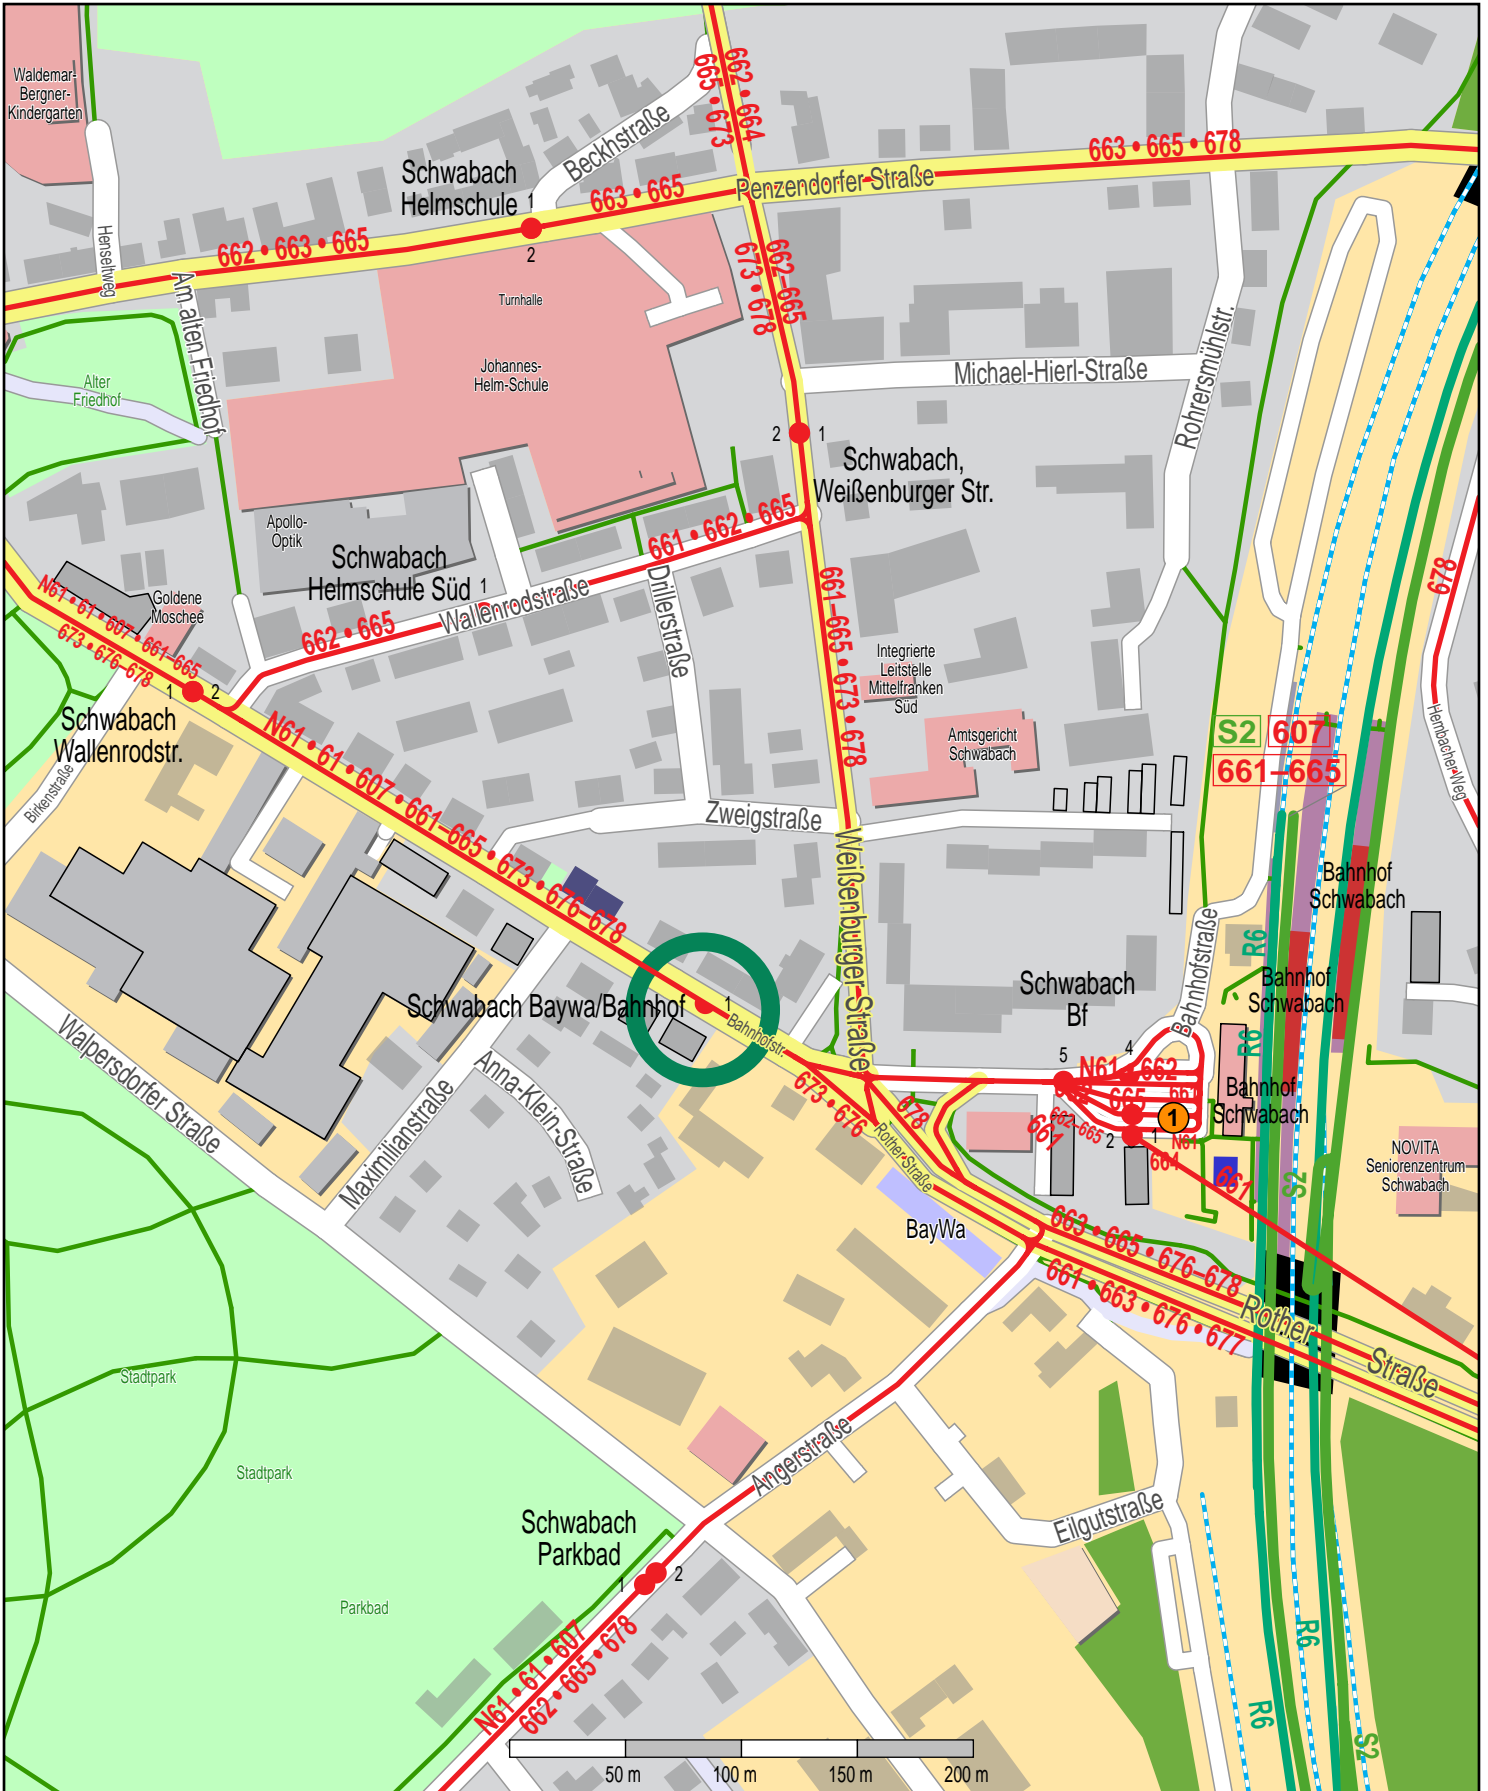 Waldemar-
Bergner-
Kindergarten
662 • 664
665 • 673
Beckhstraße
Schwabach
Helmschule
1
2
663 • 665
Penzendorfer Straße
663 • 665 • 678
Henseltweg
662 • 663 • 665
Am alten Friedhof
Turnhalle
662–665
673 • 678
Johannes-
Helm-Schule
Alter
Friedhof
Michael-Hierl-Straße
Rohrersmühlstr.
2
1
Schwabach,
Weißenburger Str.
Apollo-
Optik
661 • 662 • 665
Schwabach
Helmschule Süd
1
Wallenrodstraße
Drillerstraße
662 • 665
Goldene
Moschee
N61 • 61 • 607 • 661–665
673 • 676–678
1
2
Schwabach
Wallenrodstr.
661–665 • 673 • 678
678
Integrierte
Leitstelle
Mittelfranken
Süd
Amtsgericht
Schwabach
S2
607
661–665
Hembacher Weg
Birkenstraße
N61 • 61 • 607 • 661–665 • 673 • 676–678
Zweigstraße
Weißenburger Straße
Bahnhof
Schwabach
R6
Bahnhofstraße
Bahnhof
Schwabach
Schwabach
Bf
Schwabach Baywa/Bahnhof
1
Bahnhofstr.
R6
5
4
N61 • 662
Bahnhof
Schwabach
665
661
1
662–665
661
2
1
N61
664
661
673 • 676
678
Rother Straße
Walpersdorfer Straße
Anna-Klein-Straße
Maximilianstraße
NOVITA
Seniorenzentrum
Schwabach
S2
BayWa
663 • 665 • 676–678
661 • 663 • 676 • 677
Rother
Straße
Stadtpark
Stadtpark
Angerstraße
Eilgutstraße
Schwabach
Parkbad
1
2
Parkbad
N61 • 61 • 607
662 • 665 • 678
R6
R6
S2
50 m
100 m
150 m
200 m